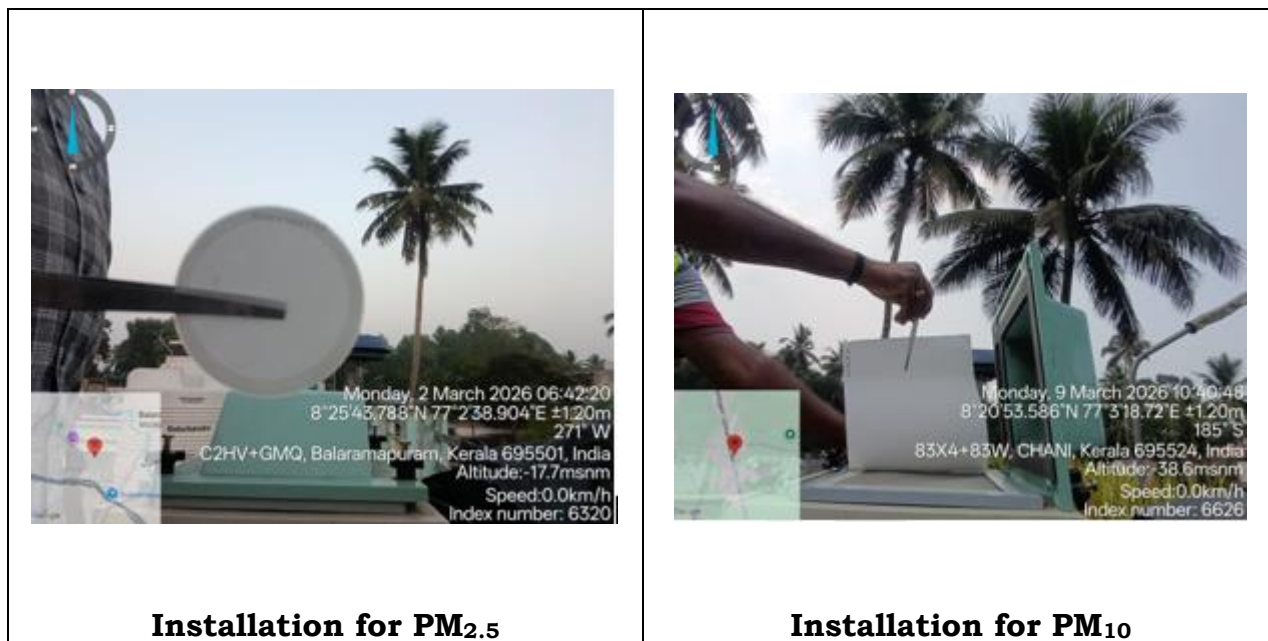 Monday, 2 March 2026 06:42:20
8°25'43,788"N 77°2'38,904"E ±1.20m
271° W
C2HV+GMQ, Balaramapuram, Kerala 695501, India
Altitude:-17.7msnm
Speed:0.0km/h
Index number: 6320
Installation for PM2.5
Monday, 9 March 2026 10:40:48
8°20'53.586"N 77°3'18.72"E ±1.20m
185° S
83X4+83W, CHANI, Kerala 695524, India
Altitude:-38.6msnm
Speed:0.0km/h
Index number: 6626
Installation for PM10